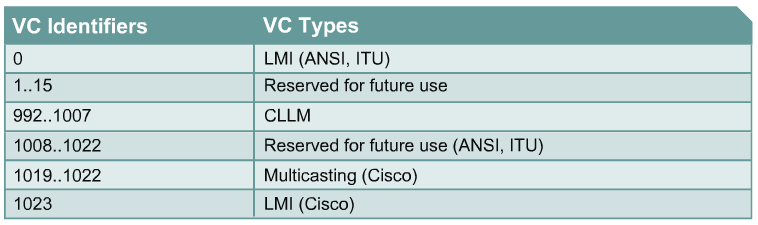 VC Identifiers VC Types
0 LMI (ANSI, ITU)
1..15 Reserved for future use
992..1007 CLLM
1008..1022 Reserved for future use (ANSI, ITU)
1019..1022 Multicasting (Cisco)
1023 LMI (Cisco)